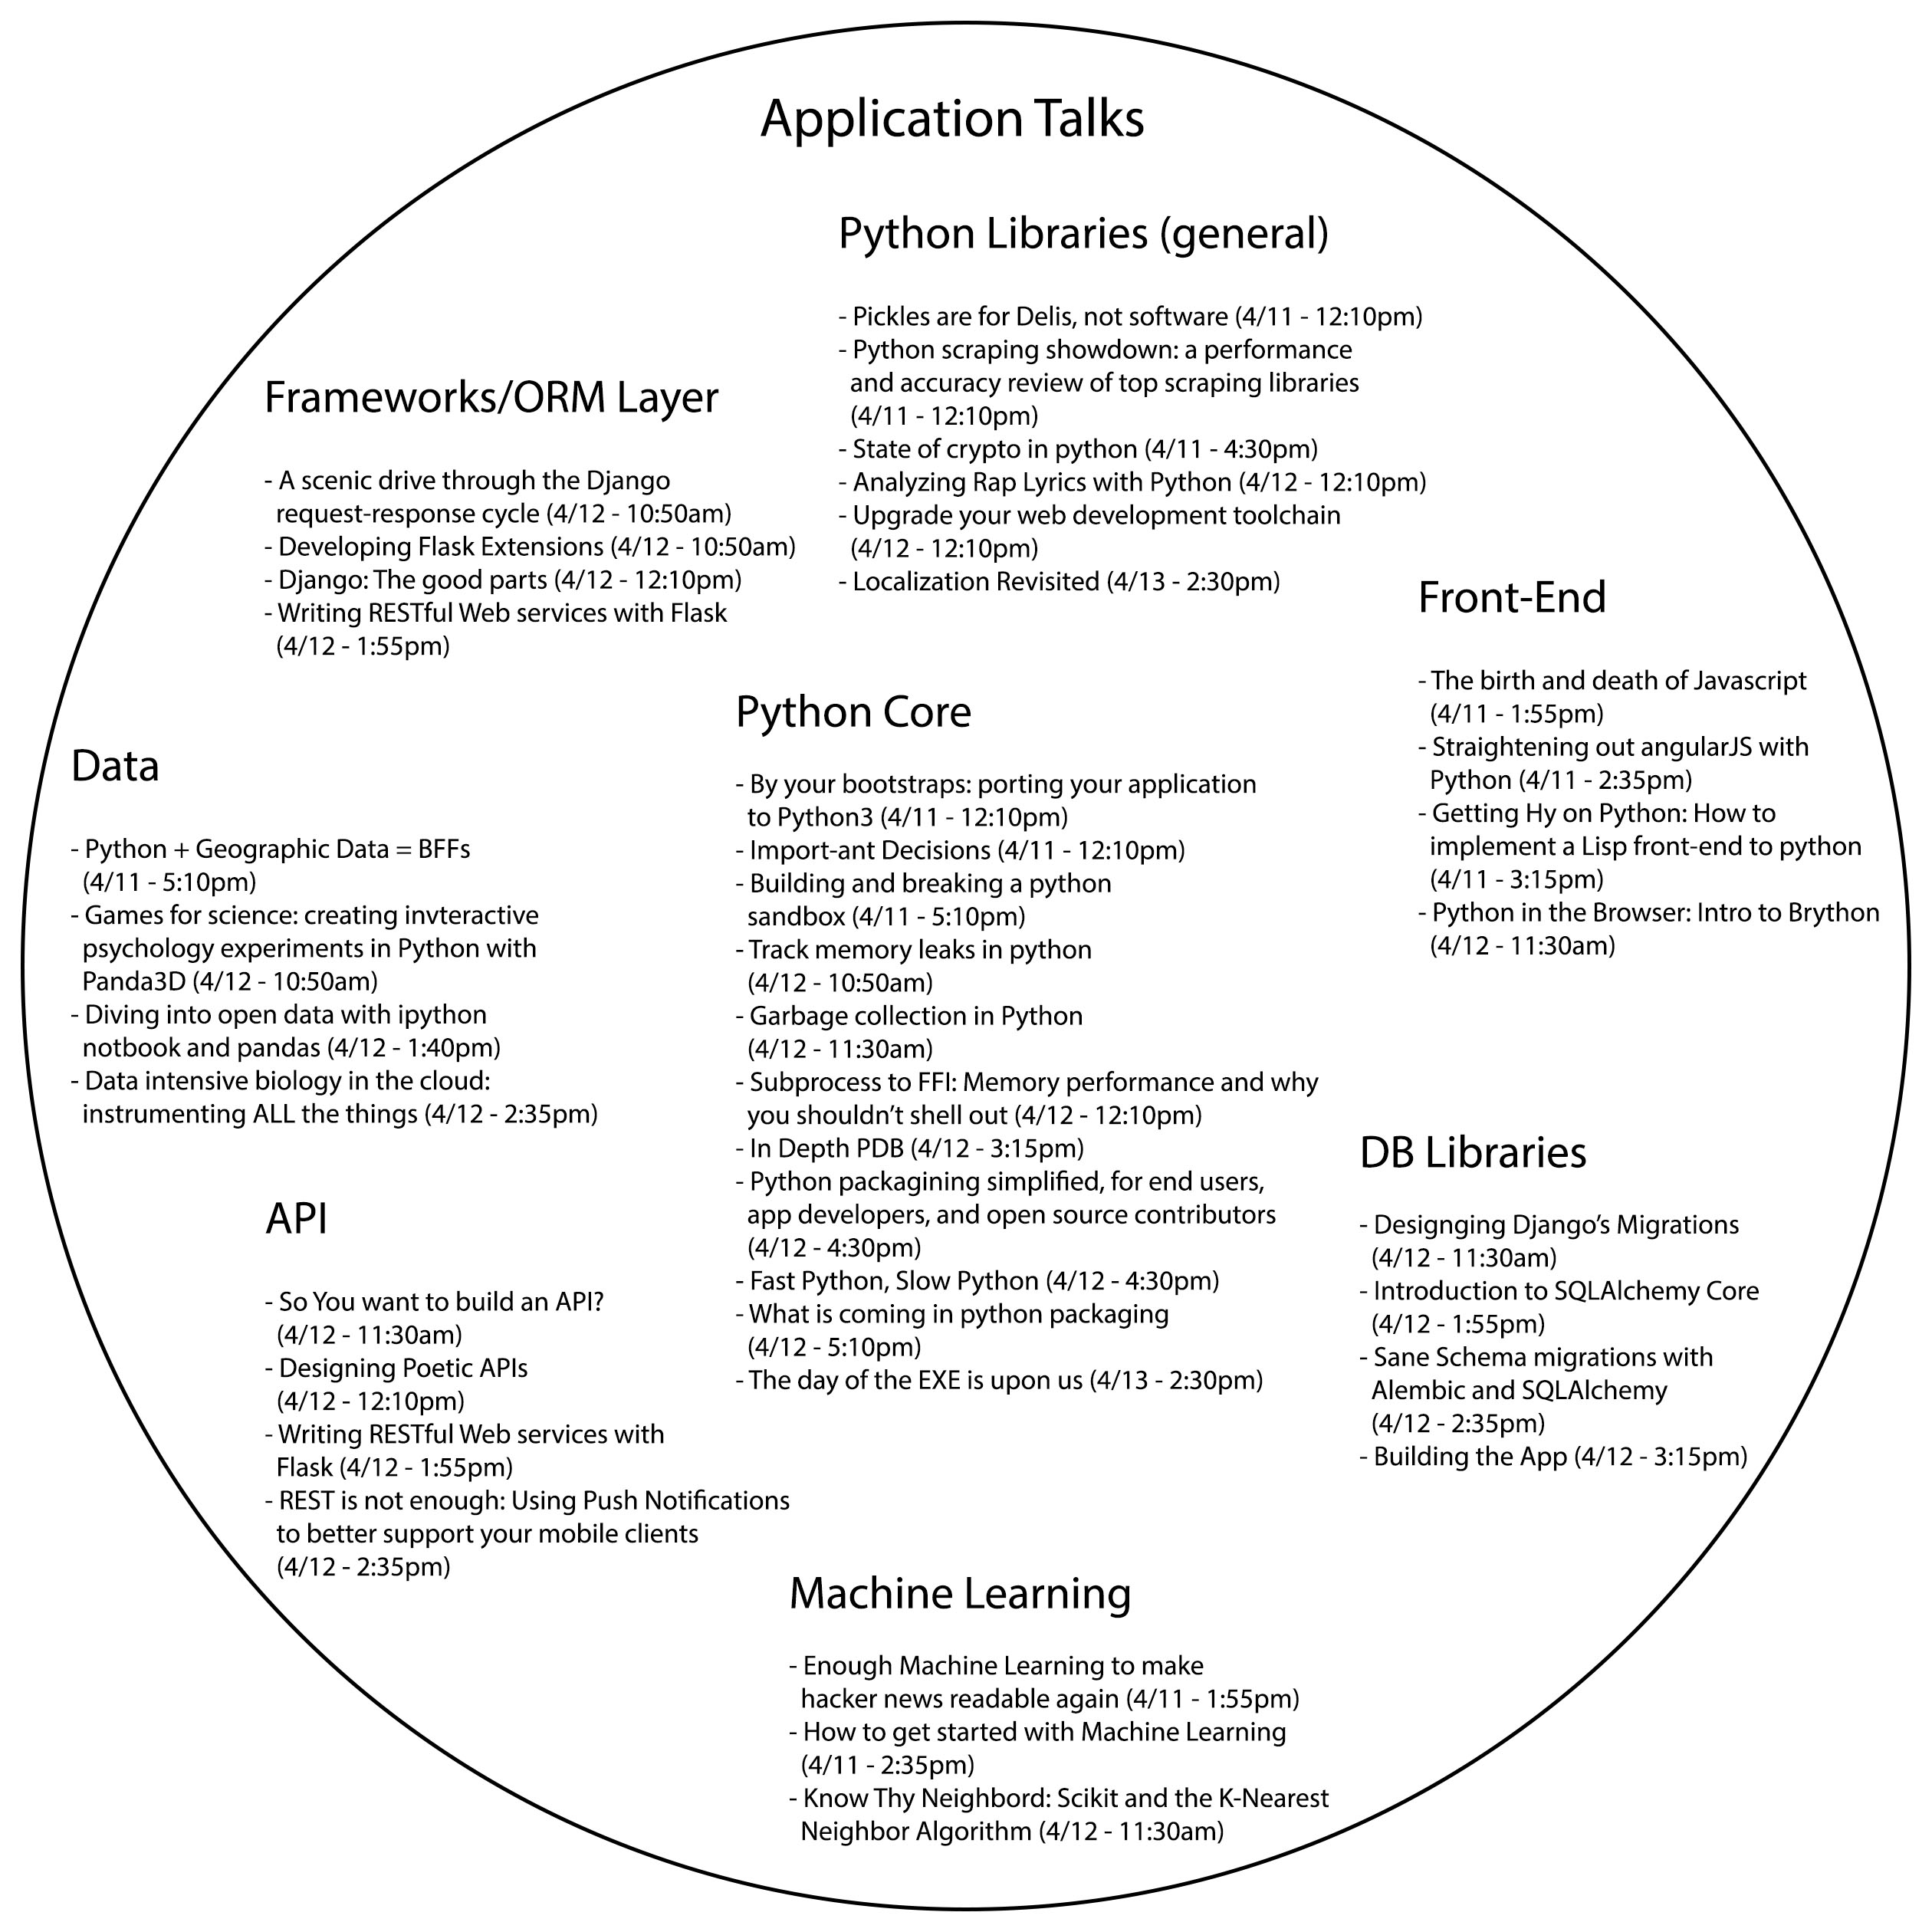 Application Talks
Python Libraries (general)
- Pickles are for Delis, not software (4/11 - 12:10pm)
- Python scraping showdown: a performance
and accuracy review of top scraping libraries
(4/11 - 12:10pm)
- State of crypto in python (4/11 - 4:30pm)
- Analyzing Rap Lyrics with Python (4/12 - 12:10pm)
- Upgrade your web development toolchain
(4/12 - 12:10pm)
- Localization Revisited (4/13 - 2:30pm)
Frameworks/ORM Layer
- A scenic drive through the Django
request-response cycle (4/12 - 10:50am)
- Developing Flask Extensions (4/12 - 10:50am)
- Django: The good parts (4/12 - 12:10pm)
- Writing RESTful Web services with Flask
(4/12 - 1:55pm)
Front-End
- The birth and death of Javascript
(4/11 - 1:55pm)
- Straightening out angularJS with
Python (4/11 - 2:35pm)
- Getting Hy on Python: How to
implement a Lisp front-end to python
(4/11 - 3:15pm)
- Python in the Browser: Intro to Brython
(4/12 - 11:30am)
Python Core
- By your bootstraps: porting your application
to Python3 (4/11 - 12:10pm)
- Import-ant Decisions (4/11 - 12:10pm)
- Building and breaking a python
sandbox (4/11 - 5:10pm)
- Track memory leaks in python
(4/12 - 10:50am)
- Garbage collection in Python
(4/12 - 11:30am)
- Subprocess to FFI: Memory performance and why
you shouldn’t shell out (4/12 - 12:10pm)
- In Depth PDB (4/12 - 3:15pm)
- Python packagining simplified, for end users,
app developers, and open source contributors
(4/12 - 4:30pm)
- Fast Python, Slow Python (4/12 - 4:30pm)
- What is coming in python packaging
(4/12 - 5:10pm)
- The day of the EXE is upon us (4/13 - 2:30pm)
Data
- Python + Geographic Data = BFFs
(4/11 - 5:10pm)
- Games for science: creating invteractive
psychology experiments in Python with
Panda3D (4/12 - 10:50am)
- Diving into open data with ipython
notbook and pandas (4/12 - 1:40pm)
- Data intensive biology in the cloud:
instrumenting ALL the things (4/12 - 2:35pm)
DB Libraries
- Designging Django’s Migrations
(4/12 - 11:30am)
- Introduction to SQLAlchemy Core
(4/12 - 1:55pm)
- Sane Schema migrations with
Alembic and SQLAlchemy
(4/12 - 2:35pm)
- Building the App (4/12 - 3:15pm)
API
- So You want to build an API?
(4/12 - 11:30am)
- Designing Poetic APIs
(4/12 - 12:10pm)
- Writing RESTful Web services with
Flask (4/12 - 1:55pm)
- REST is not enough: Using Push Notifications
to better support your mobile clients
(4/12 - 2:35pm)
Machine Learning
- Enough Machine Learning to make
hacker news readable again (4/11 - 1:55pm)
- How to get started with Machine Learning
(4/11 - 2:35pm)
- Know Thy Neighbord: Scikit and the K-Nearest
Neighbor Algorithm (4/12 - 11:30am)